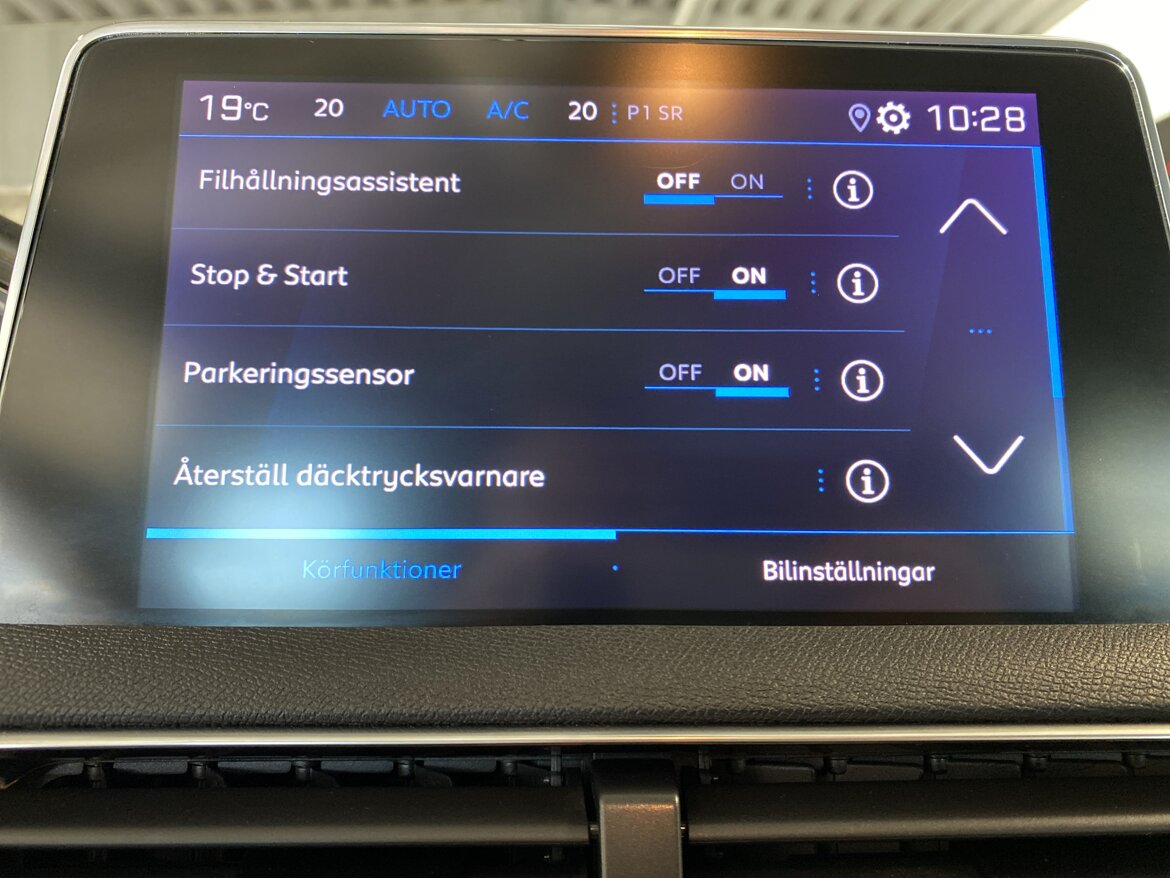 19°C 20 AUTO A/C 20 P1 SR 10:28
Filhållningsassistent OFF ON i
Stop & Start OFF ON i
Parkeringssensor OFF ON i
Återställ däcktrycksvarnare i
Körfunktioner Bilinställningar